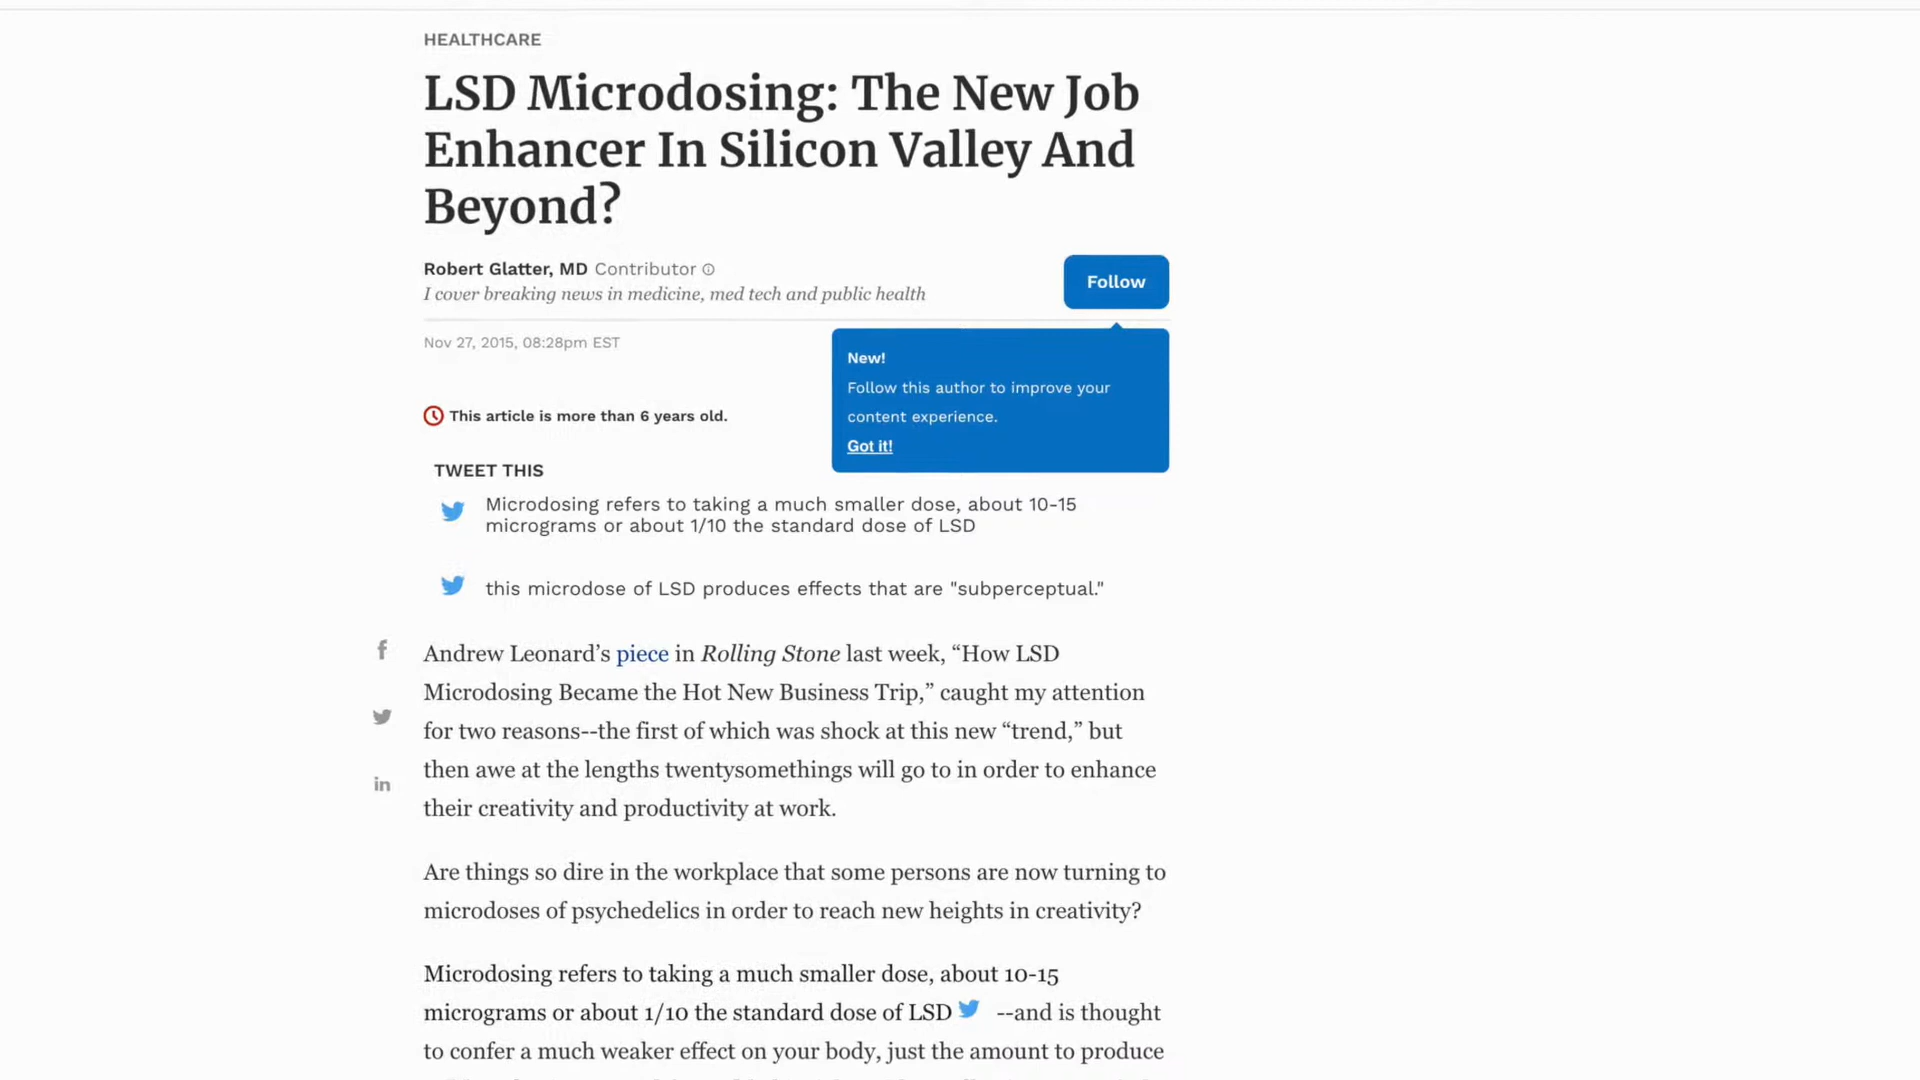 HEALTHCARE
LSD Microdosing: The New Job
Enhancer In Silicon Valley And
Beyond?
Robert Glatter, MD Contributor
I cover breaking news in medicine, med tech and public health
Follow
Nov 27, 2015, 08:28pm EST
New!
Follow this author to improve your
content experience.
Got it!
This article is more than 6 years old.
TWEET THIS
Microdosing refers to taking a much smaller dose, about 10-15
micrograms or about 1/10 the standard dose of LSD
this microdose of LSD produces effects that are "subperceptual."
Andrew Leonard’s piece in Rolling Stone last week, “How LSD
Microdosing Became the Hot New Business Trip,” caught my attention
for two reasons--the first of which was shock at this new “trend,” but
then awe at the lengths twentysomethings will go to in order to enhance
their creativity and productivity at work.
Are things so dire in the workplace that some persons are now turning to
microdoses of psychedelics in order to reach new heights in creativity?
Microdosing refers to taking a much smaller dose, about 10-15
micrograms or about 1/10 the standard dose of LSD --and is thought
to confer a much weaker effect on your body, just the amount to produce